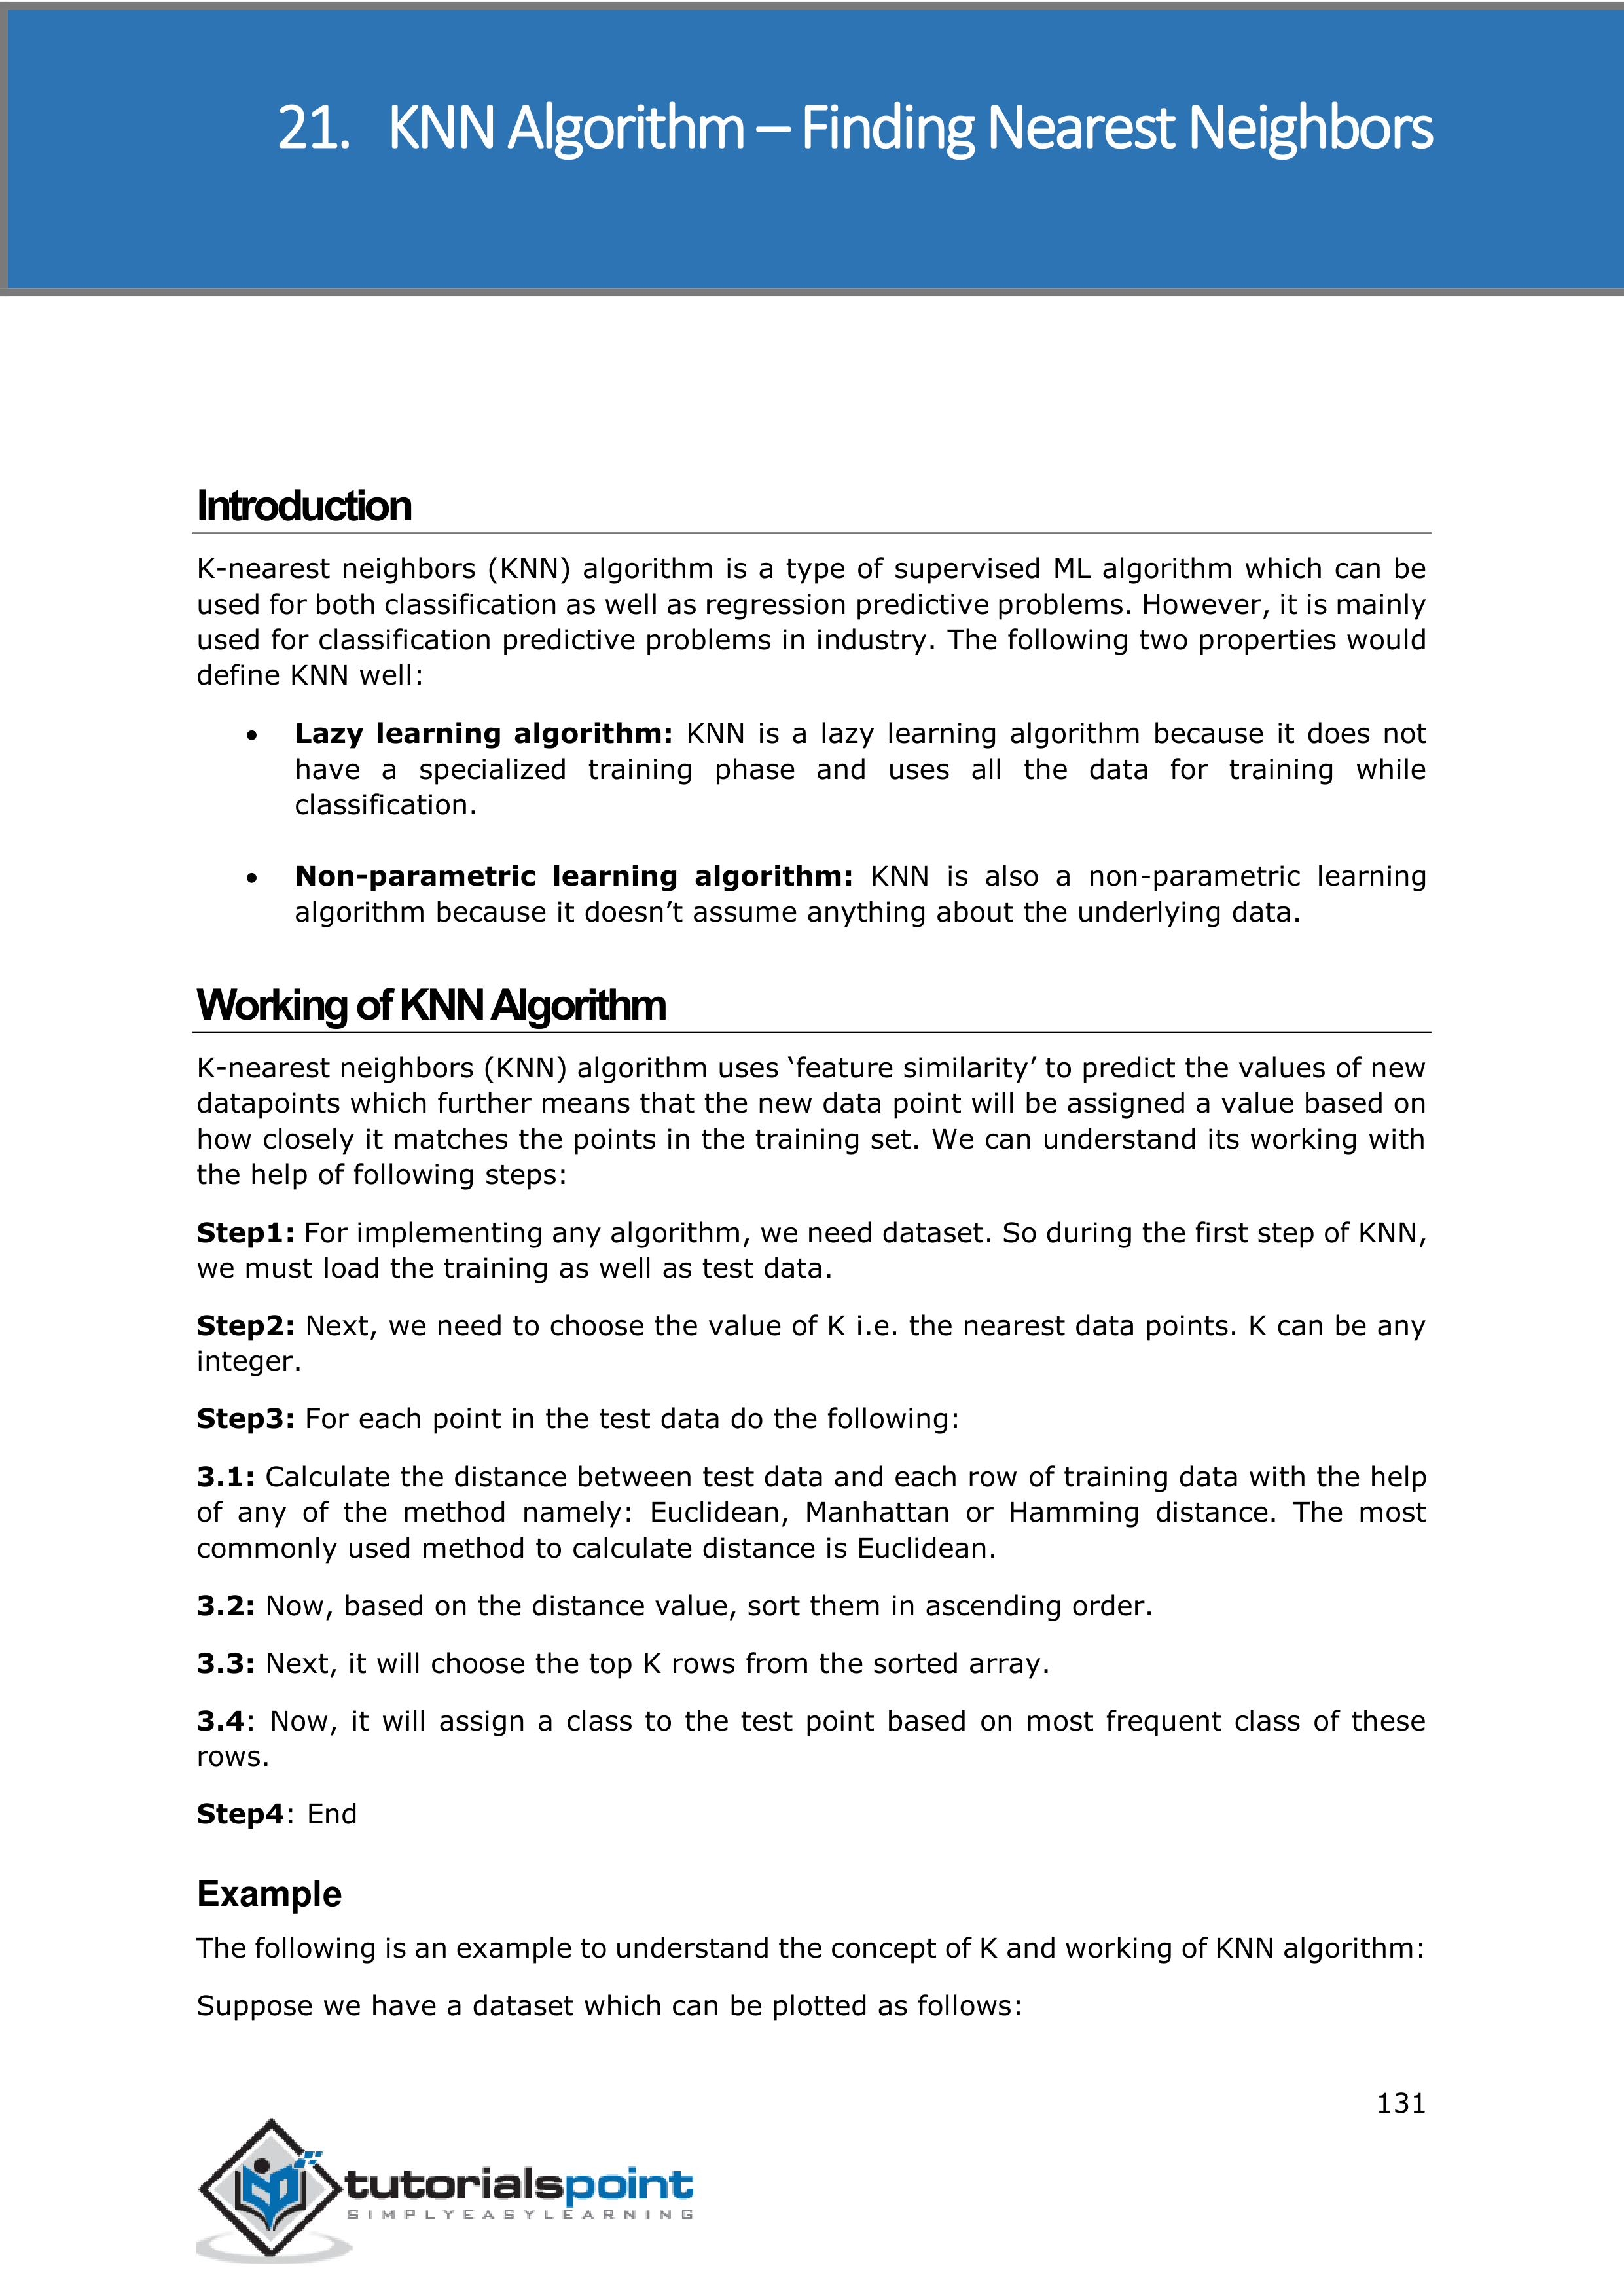 21. KNN Algorithm – Finding Nearest Neighbors
Introduction
K-nearest neighbors (KNN) algorithm is a type of supervised ML algorithm which can be
used for both classification as well as regression predictive problems. However, it is mainly
used for classification predictive problems in industry. The following two properties would
define KNN well:
• Lazy learning algorithm: KNN is a lazy learning algorithm because it does not
have a specialized training phase and uses all the data for training while
classification.
• Non-parametric learning algorithm: KNN is also a non-parametric learning
algorithm because it doesn’t assume anything about the underlying data.
Working of KNN Algorithm
K-nearest neighbors (KNN) algorithm uses ‘feature similarity’ to predict the values of new
datapoints which further means that the new data point will be assigned a value based on
how closely it matches the points in the training set. We can understand its working with
the help of following steps:
Step1: For implementing any algorithm, we need dataset. So during the first step of KNN,
we must load the training as well as test data.
Step2: Next, we need to choose the value of K i.e. the nearest data points. K can be any
integer.
Step3: For each point in the test data do the following:
3.1: Calculate the distance between test data and each row of training data with the help
of any of the method namely: Euclidean, Manhattan or Hamming distance. The most
commonly used method to calculate distance is Euclidean.
3.2: Now, based on the distance value, sort them in ascending order.
3.3: Next, it will choose the top K rows from the sorted array.
3.4: Now, it will assign a class to the test point based on most frequent class of these
rows.
Step4: End
Example
The following is an example to understand the concept of K and working of KNN algorithm:
Suppose we have a dataset which can be plotted as follows:
131
tutorialspoint
SIMPLYEASYLEARNING